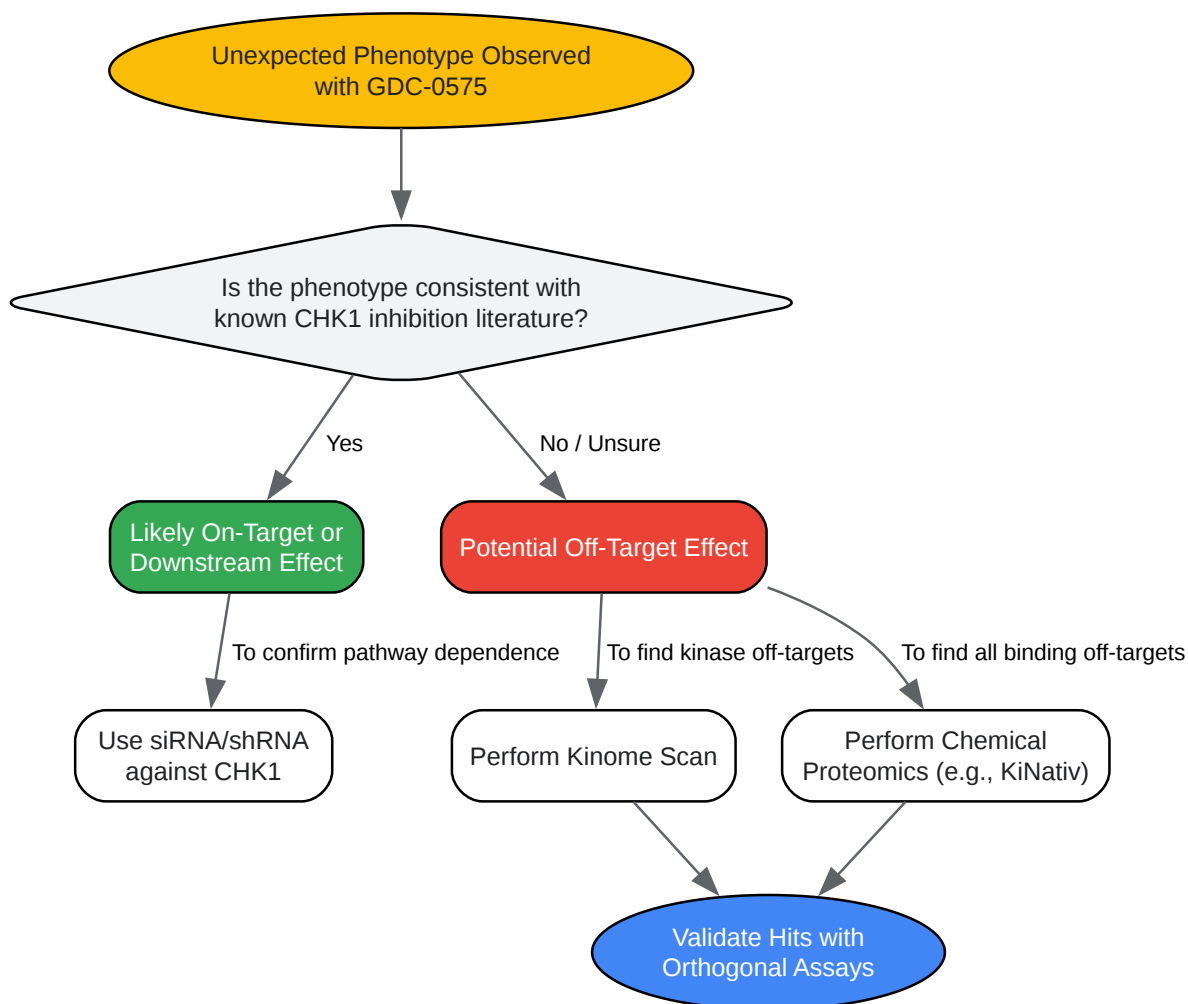 Unexpected Phenotype Observed
with GDC-0575
Is the phenotype consistent with
known CHK1 inhibition literature?
Yes
No / Unsure
Likely On-Target or
Downstream Effect
Potential Off-Target Effect
To confirm pathway dependence
To find kinase off-targets
To find all binding off-targets
Use siRNA/shRNA
against CHK1
Perform Kinome Scan
Perform Chemical
Proteomics (e.g., KiNativ)
Validate Hits with
Orthogonal Assays